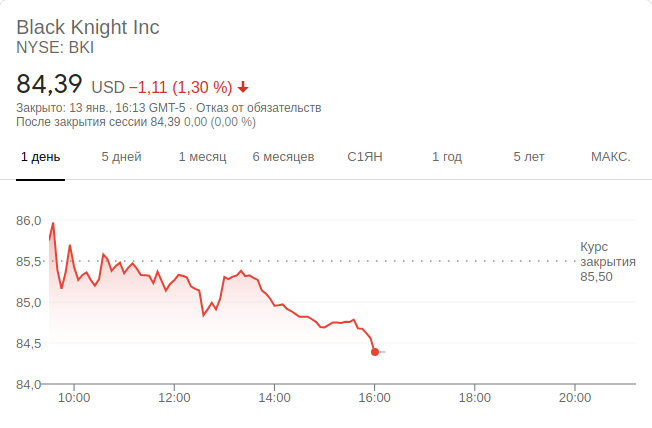 Black Knight Inc
NYSE: BKI
84,39 USD −1,11 (1,30 %)
Закрыто: 13 янв., 16:13 GMT-5 · Отказ от обязательств
После закрытия сессии 84,39 0,00 (0,00 %)
1 день 5 дней 1 месяц 6 месяцев С1ЯН 1 год 5 лет МАКС.
86,0
Курс
85,5 закрытия
85,50
85,0
84,5
84,0
10:00 12:00 14:00 16:00 18:00 20:00